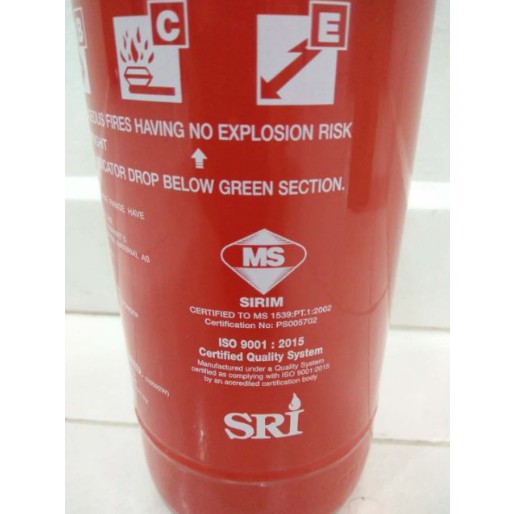 B
C
E
FIRES HAVING NO EXPLOSION RISK
DROP BELOW GREEN SECTION.
RANGE HAVE
MS
SIRIM
CERTIFIED TO MS 1539:PT.1:2002
Certification No: PS005702
ISO 9001 : 2015
Certified Quality System
Manufactured under a Quality System
certified as complying with ISO 9001:2015
by an accredited certification body
SRI